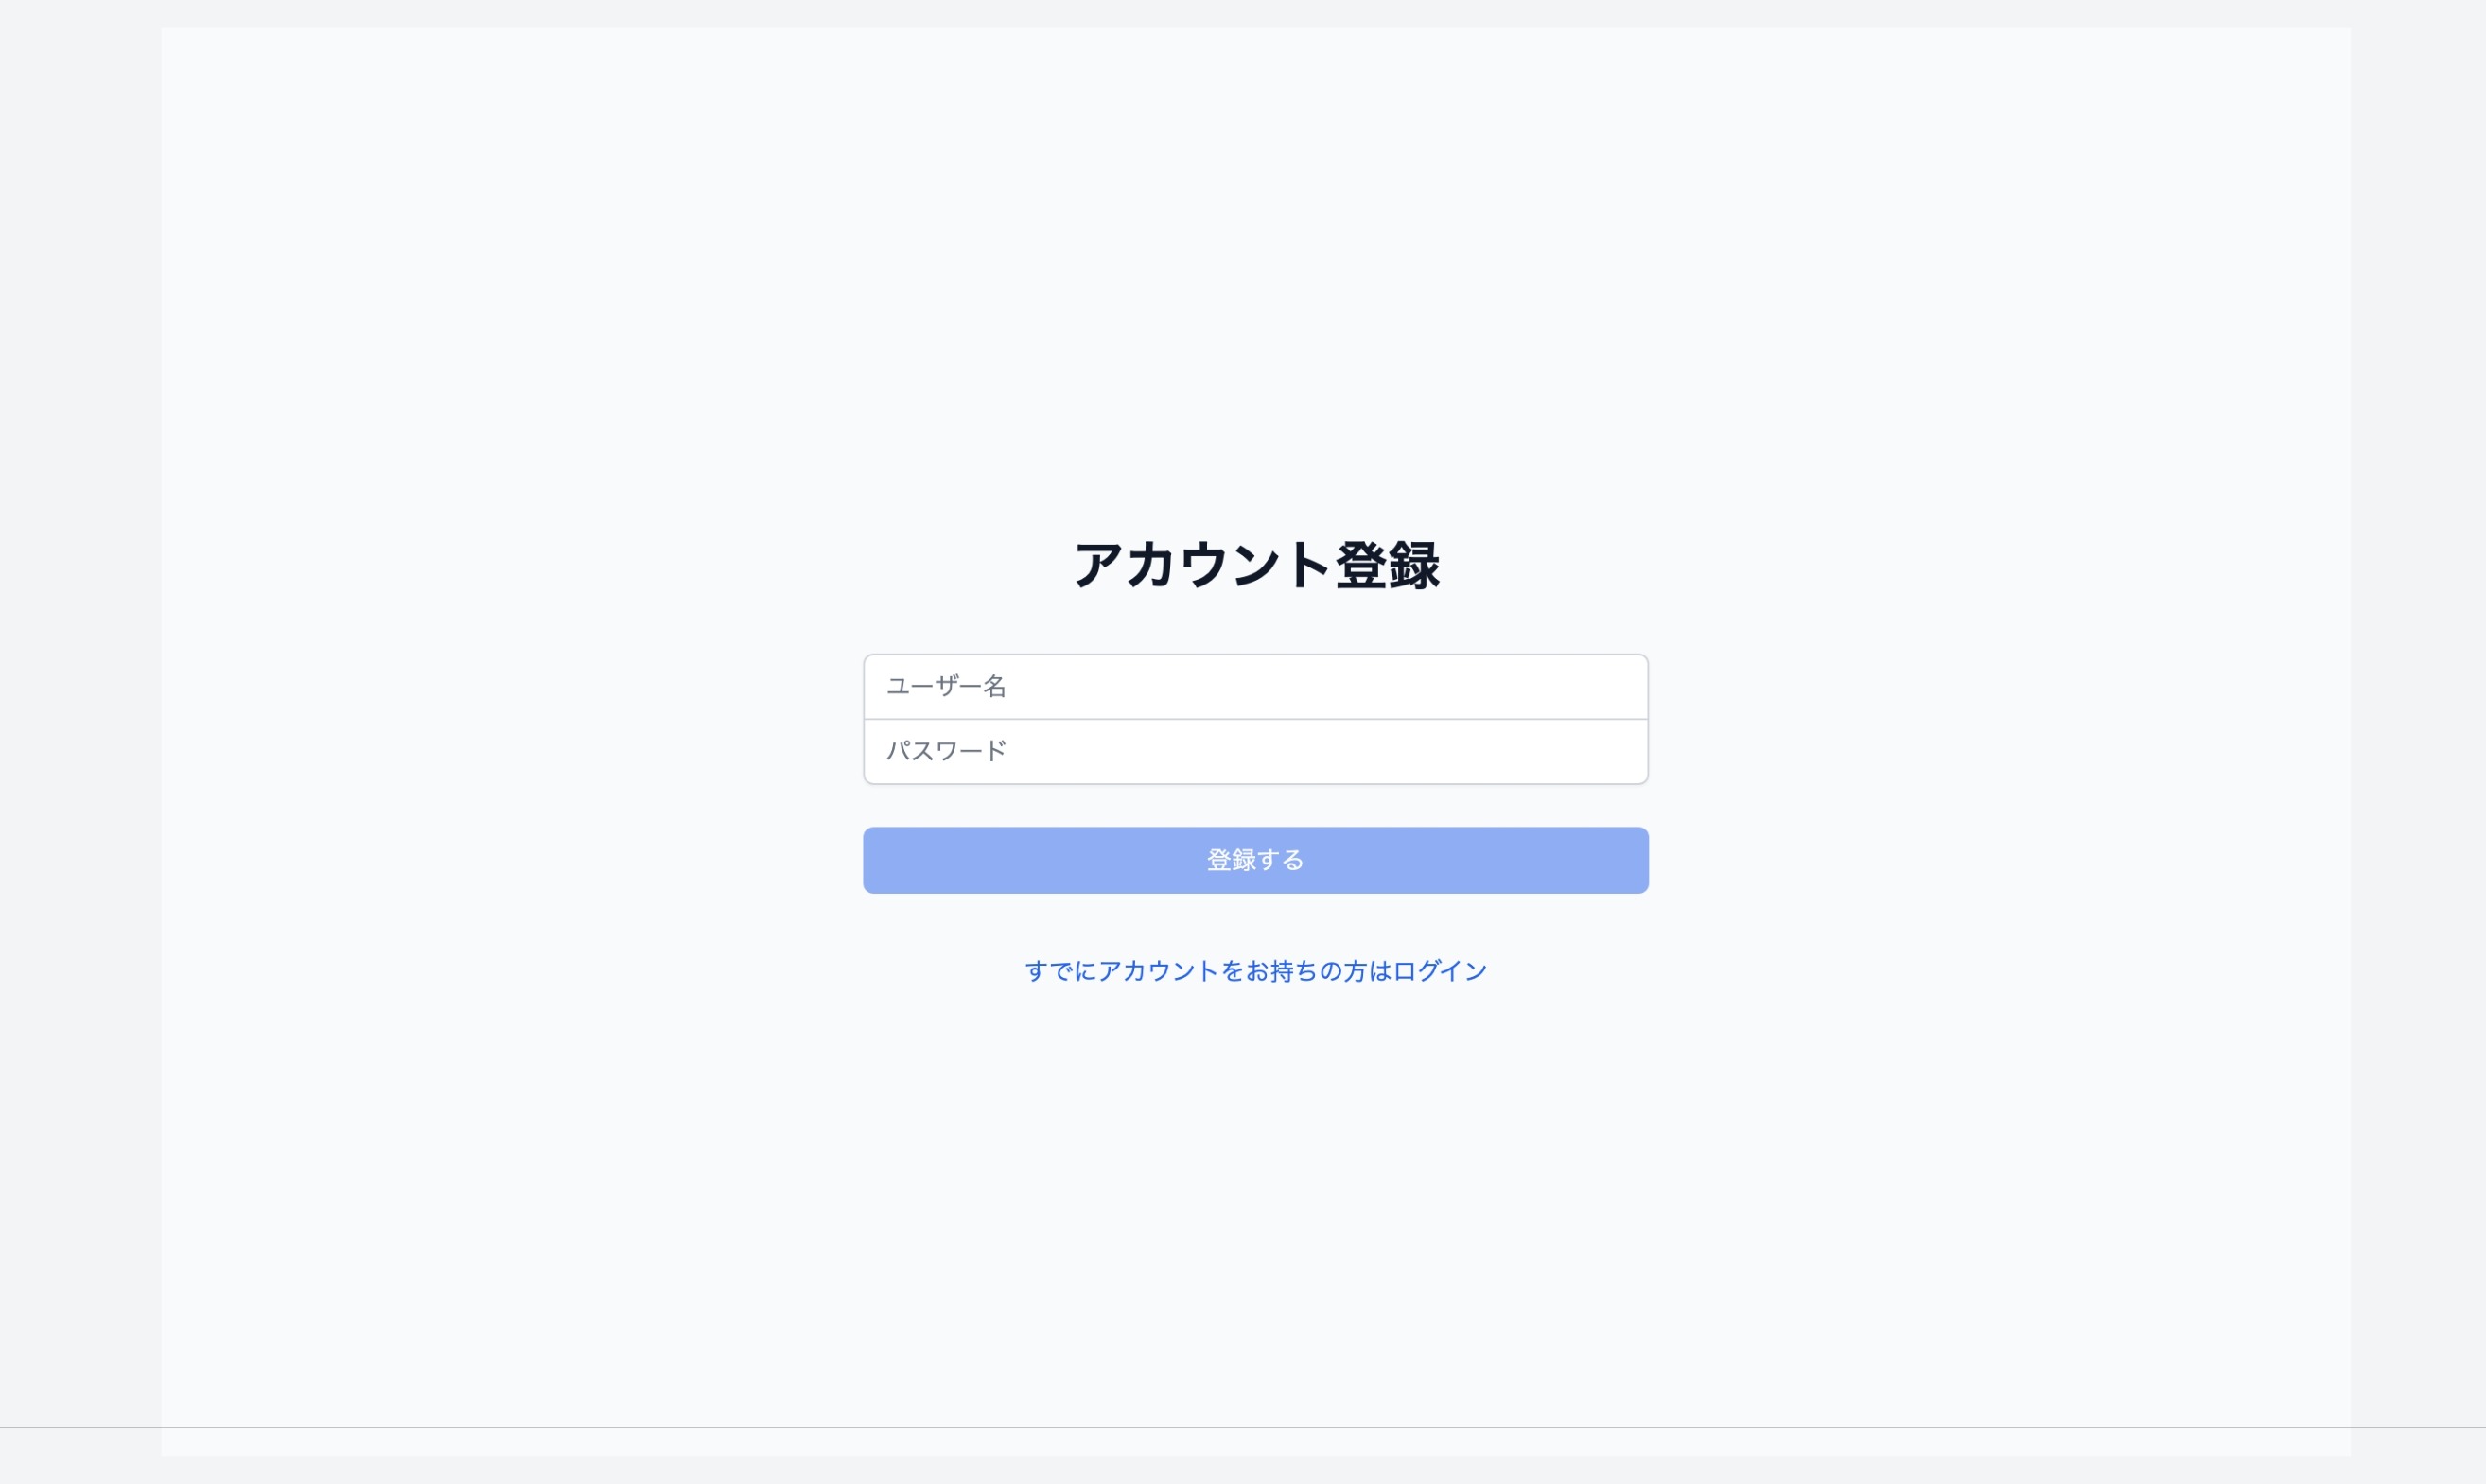 アカウント登録
ユーザー名
パスワード
登録する
すでにアカウントをお持ちの方はログイン